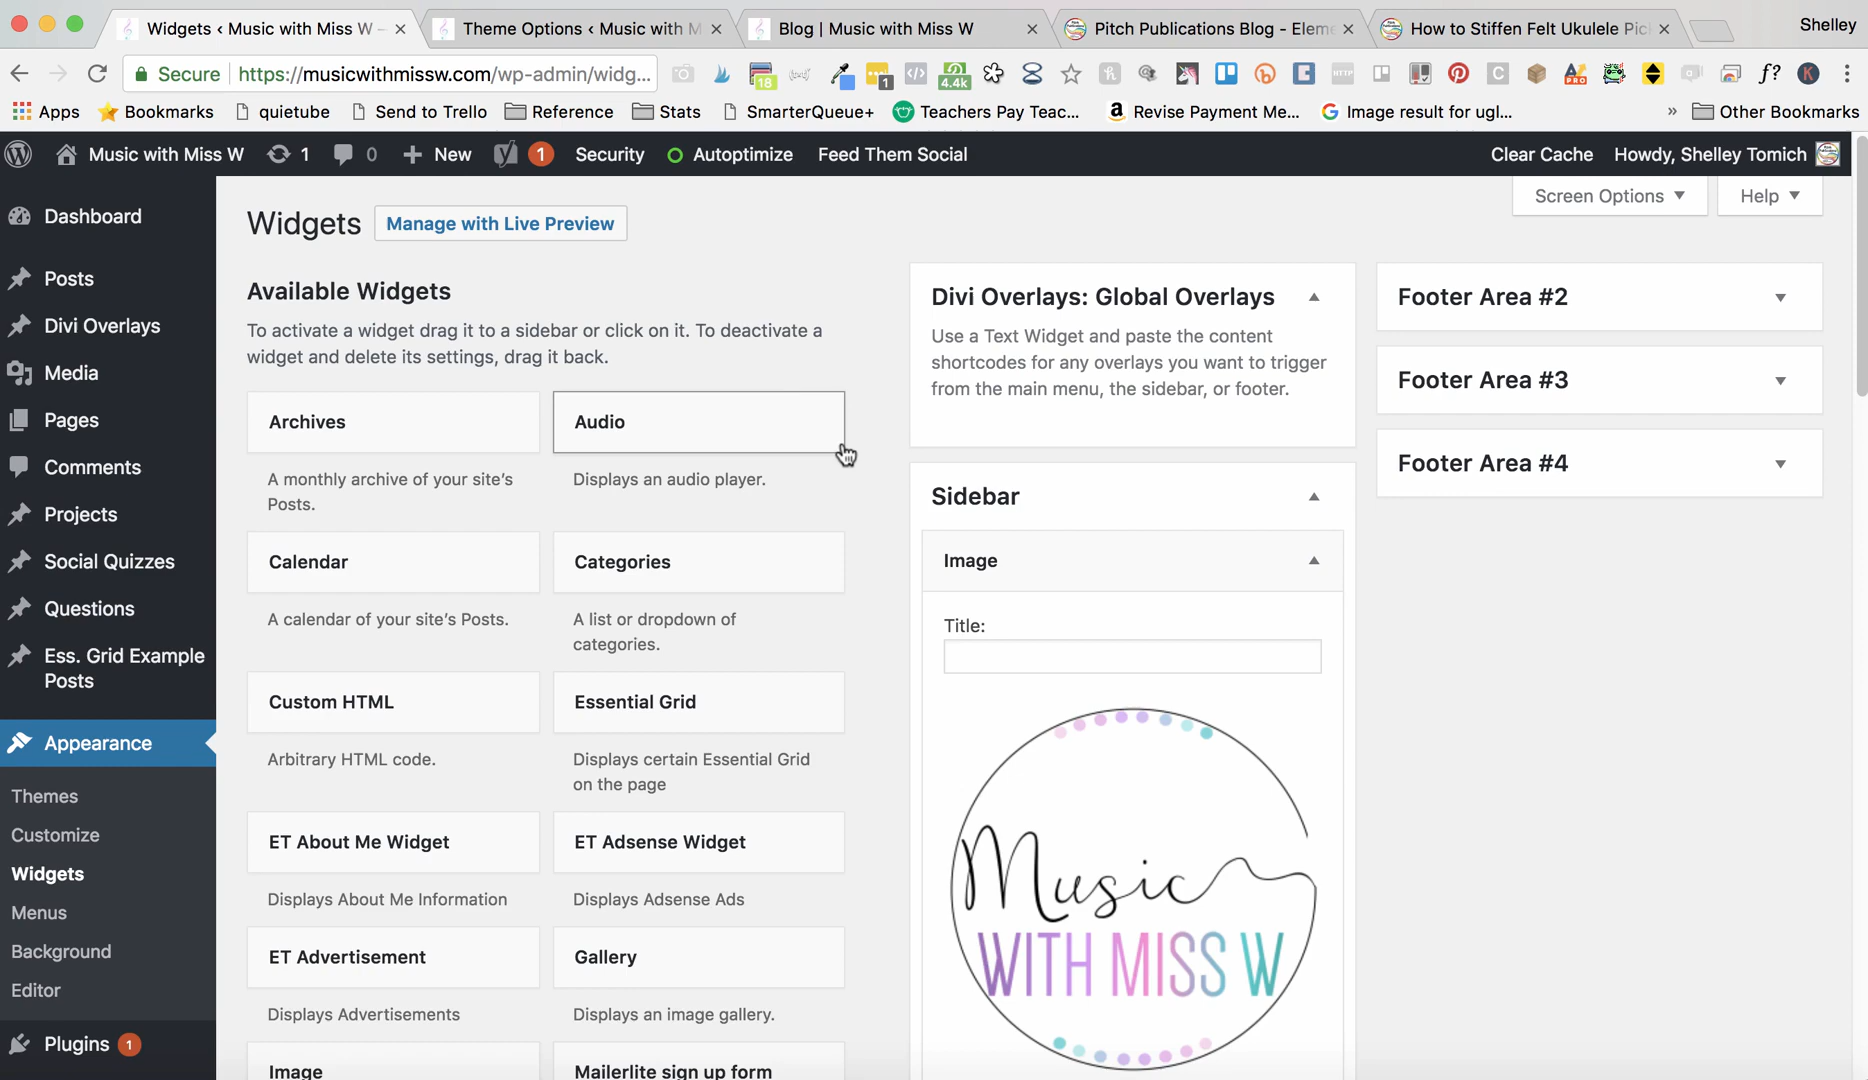 Widgets ‹ Music with Miss W –
Theme Options ‹ Music with M
Blog | Music with Miss W
Pitch Publications Blog - Eleme
How to Stiffen Felt Ukulele Pic
Shelley
Secure
https://musicwithmissw.com/wp-admin/widg...
18
1
4.4k
HTTP
PRO
f?
K
Apps
Bookmarks
quietube
Send to Trello
Reference
Stats
SmarterQueue+
Teachers Pay Teac...
Revise Payment Me...
Image result for ugl...
»
Other Bookmarks
Music with Miss W
1
0
New
1
Security
Autoptimize
Feed Them Social
Clear Cache
Howdy, Shelley Tomich
Screen Options
Help
Dashboard
Posts
Divi Overlays
Media
Pages
Comments
Projects
Social Quizzes
Questions
Ess. Grid Example
Posts
Appearance
Themes
Customize
Widgets
Menus
Background
Editor
Plugins 1
Widgets
Manage with Live Preview
Available Widgets
To activate a widget drag it to a sidebar or click on it. To deactivate a
widget and delete its settings, drag it back.
Archives
A monthly archive of your site's
Posts.
Audio
Displays an audio player.
Calendar
A calendar of your site's Posts.
Categories
A list or dropdown of
categories.
Custom HTML
Arbitrary HTML code.
Essential Grid
Displays certain Essential Grid
on the page
ET About Me Widget
Displays About Me Information
ET Adsense Widget
Displays Adsense Ads
ET Advertisement
Displays Advertisements
Gallery
Displays an image gallery.
Image
Mailerlite sign up form
Divi Overlays: Global Overlays
Use a Text Widget and paste the content
shortcodes for any overlays you want to trigger
from the main menu, the sidebar, or footer.
Sidebar
Image
Title:
Music
WITH MISS W
Footer Area #2
Footer Area #3
Footer Area #4